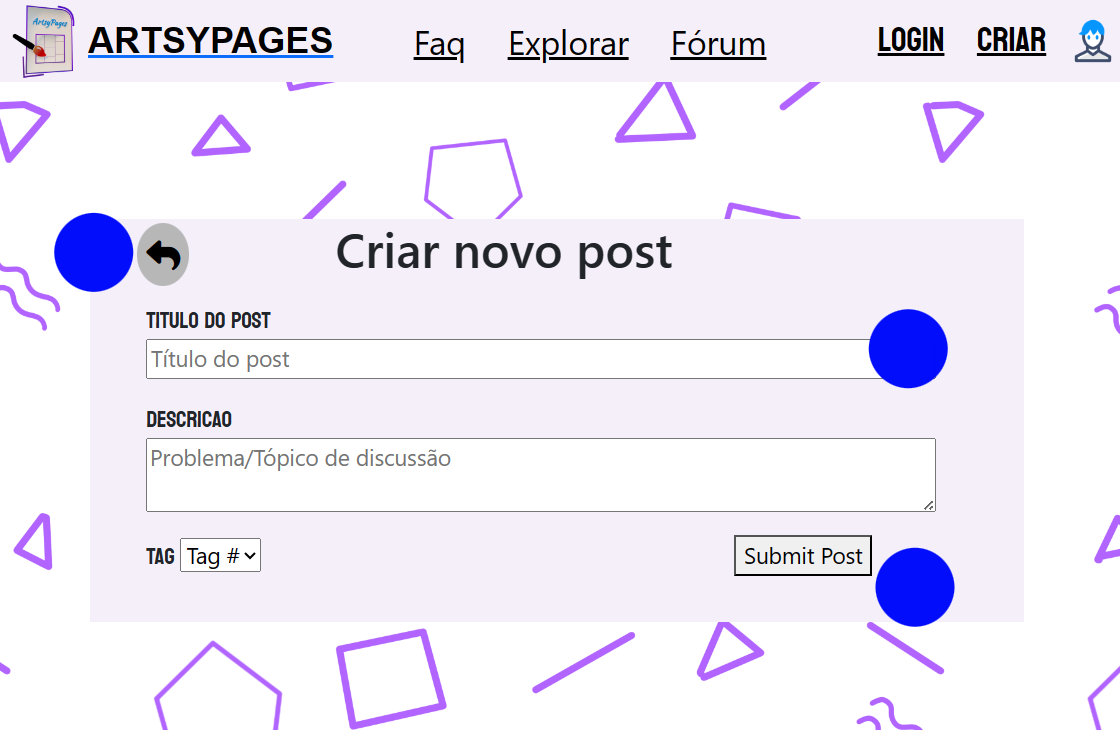 ArtsyPages
ARTSYPAGES
Faq
Explorar
Fórum
LOGIN
CRIAR
Criar novo post
TITULO DO POST
Título do post
DESCRICAO
Problema/Tópico de discussão
TAG
Tag #
Submit Post